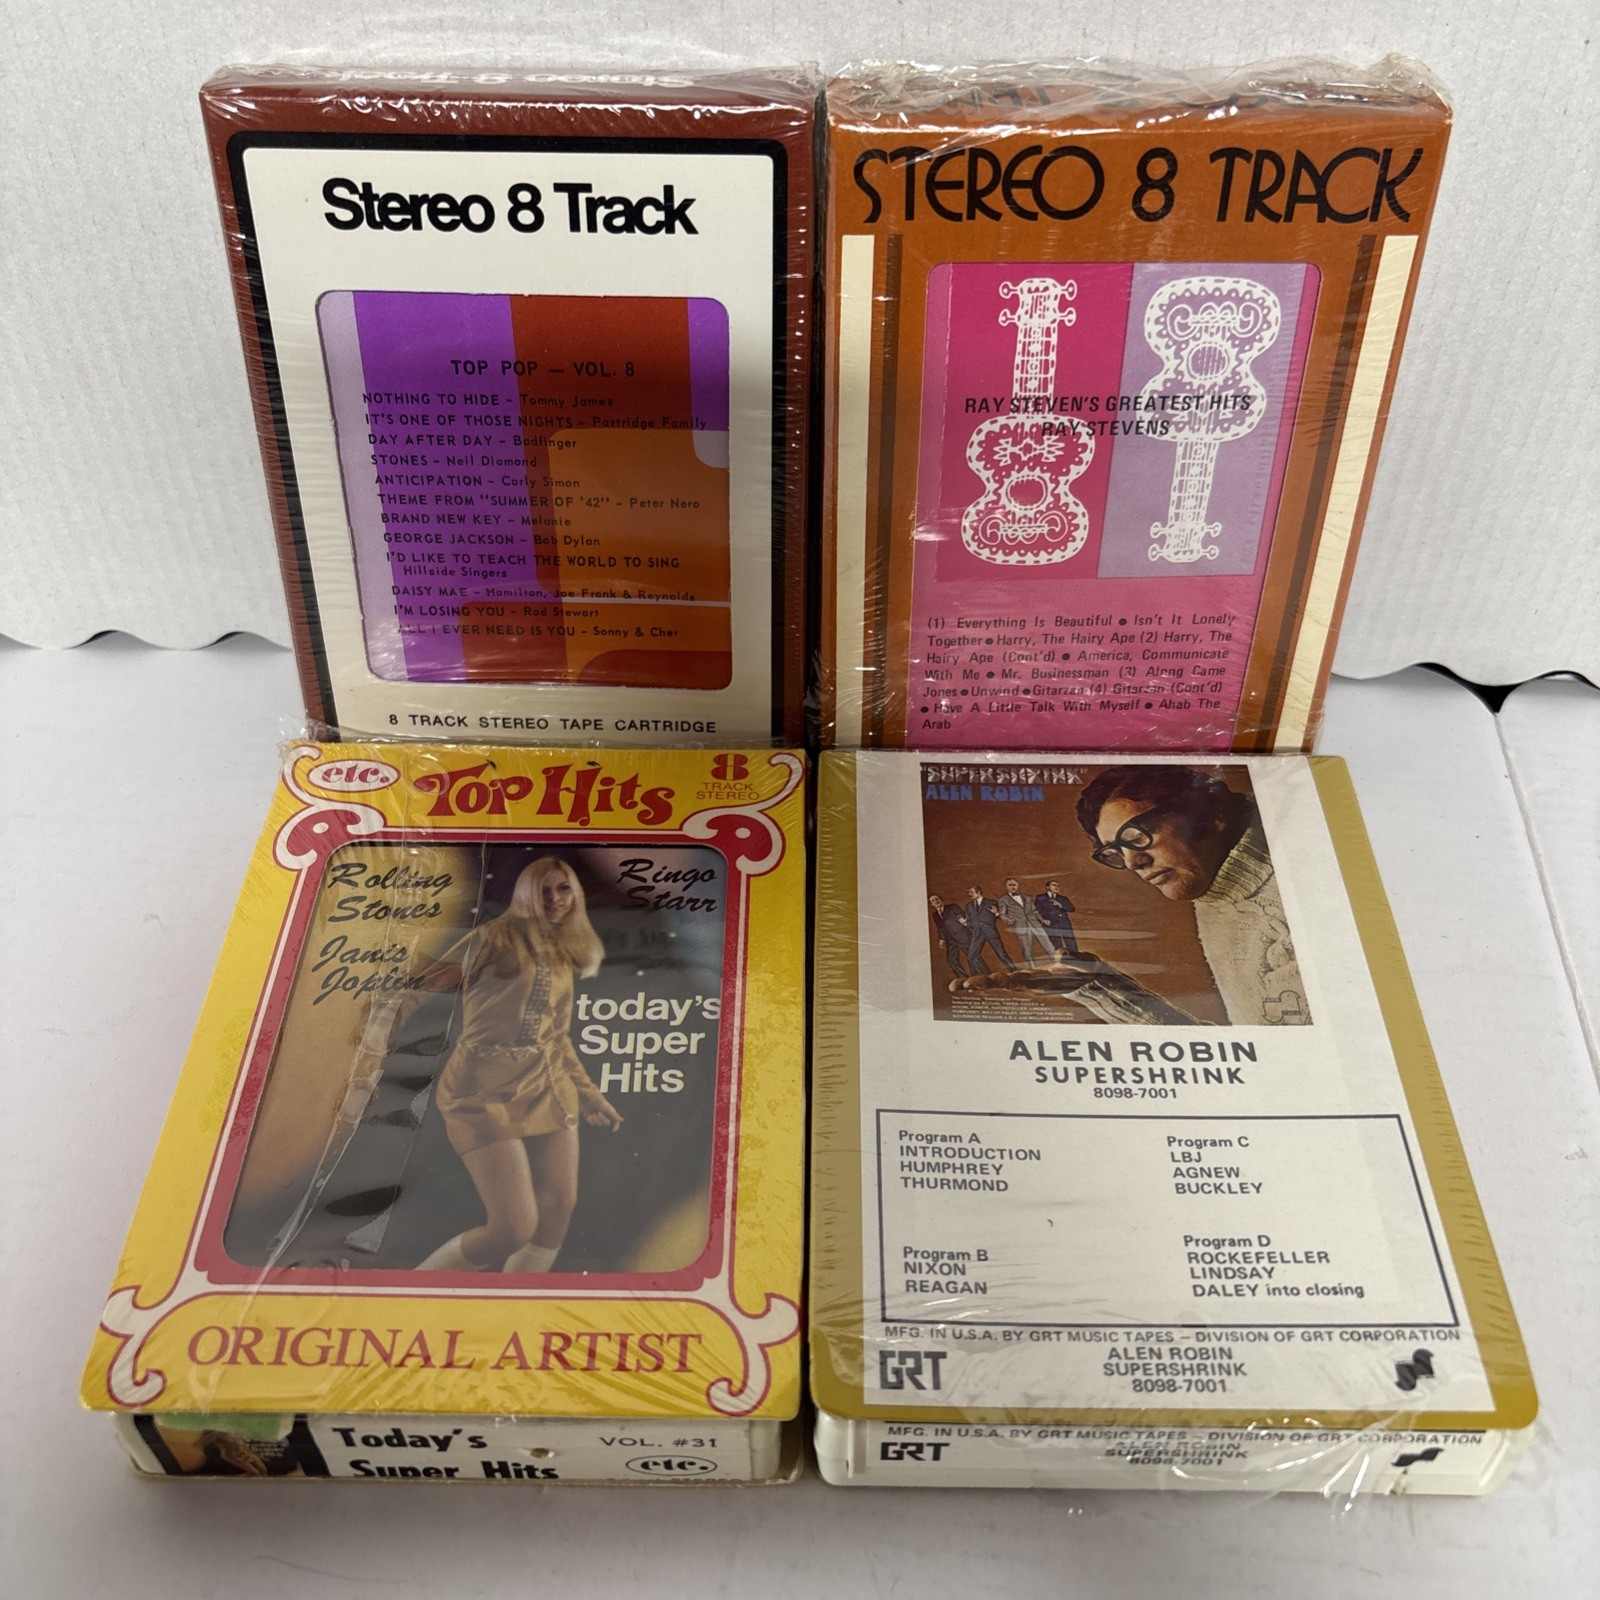 Stereo 8 Track
Stereo 8 Track
TOP POP — VOL. 8
NOTHING TO HIDE – Tommy James
IT'S ONE OF THOSE NIGHTS – Partridge Family
DAY AFTER DAY – Badfinger
STONES – Neil Diamond
ANTICIPATION – Carly Simon
THEME FROM "SUMMER OF '42" – Peter Nero
BRAND NEW KEY – Melanie
GEORGE JACKSON – Bob Dylan
I'D LIKE TO TEACH THE WORLD TO SING
Hillside Singers
DAISY MAE – Hamilton, Joe Frank & Reynolds
I'M LOSING YOU – Rod Stewart
ALL I EVER NEED IS YOU – Sonny & Cher
8 TRACK STEREO TAPE CARTRIDGE
STEREO 8 TRACK
RAY STEVEN'S GREATEST HITS
RAY STEVENS
(1) Everything Is Beautiful ● Isn't It Lonely
Together ● Harry, The Hairy Ape (2) Harry, The
Hairy Ape (Cont'd) ● America, Communicate
With Me ● Mr. Businessman (3) Along Came
Jones ● Unwind ● Gitarzan (4) Gitarzan (Cont'd)
● Have A Little Talk With Myself ● Ahab The
Arab
etc. Top Hits 8
TRACK
STEREO
Rolling
Stones
Janis
Joplin
Ringo
Starr
today's
Super
Hits
ORIGINAL ARTIST
Today's
Super Hits
VOL. #31
etc.
"SUPERSHRINK"
ALEN ROBIN
ALEN ROBIN
SUPERSHRINK
8098-7001
Program A
INTRODUCTION
HUMPHREY
THURMOND
Program B
NIXON
REAGAN
Program C
LBJ
AGNEW
BUCKLEY
Program D
ROCKEFELLER
LINDSAY
DALEY into closing
MFG. IN U.S.A. BY GRT MUSIC TAPES – DIVISION OF GRT CORPORATION
GRT
ALEN ROBIN
SUPERSHRINK
8098-7001
MFG. IN U.S.A. BY GRT MUSIC TAPES – DIVISION OF GRT CORPORATION
GRT
ALEN ROBIN
SUPERSHRINK
8098-7001